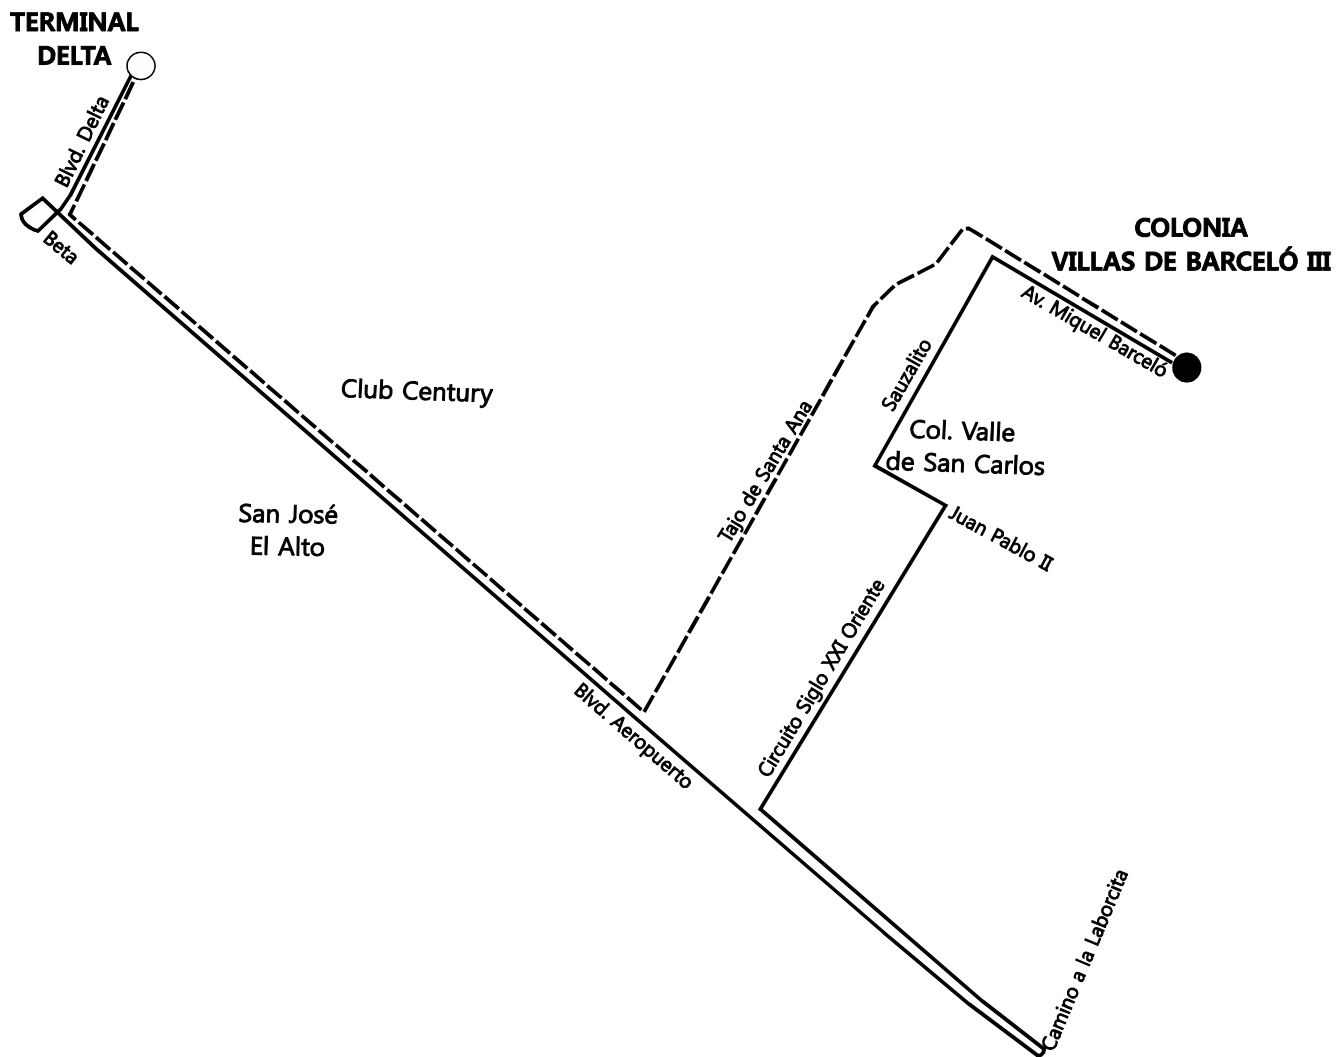 TERMINAL
DELTA
Blvd. Delta
Beta
COLONIA
VILLAS DE BARCELÓ III
Av. Miquel Barceló
Sauzalito
Club Century
Tajo de Santa Ana
Col. Valle
de San Carlos
San José
El Alto
Juan Pablo II
Circuito Siglo XXI Oriente
Blvd. Aeropuerto
Camino a la Laborcita